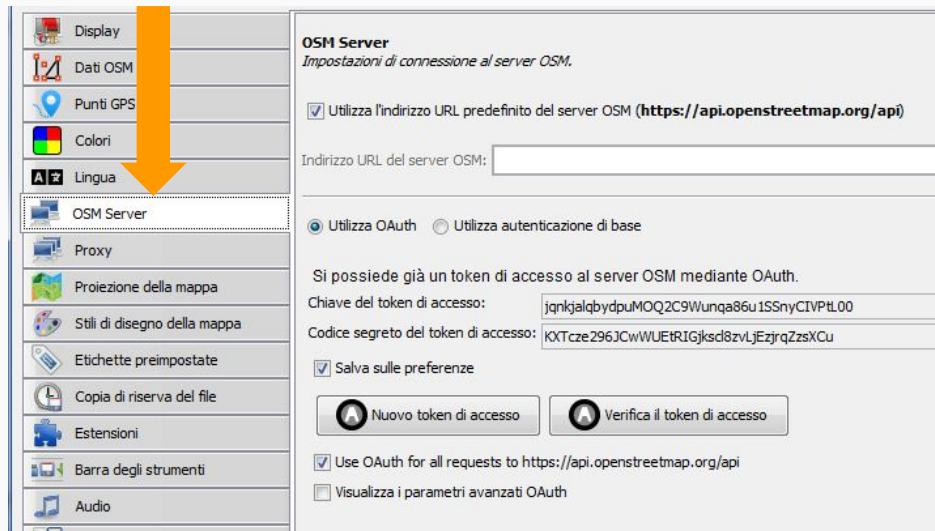 Display
Dati OSM
Punti GPS
Colori
Lingua
OSM Server
Proxy
Proiezione della mappa
Stili di disegno della mappa
Etichette preimpostate
Copia di riserva del file
Estensioni
Barra degli strumenti
Audio
OSM Server
Impostazioni di connessione al server OSM.
Utilizza l'indirizzo URL predefinito del server OSM (https://api.openstreetmap.org/api)
Indirizzo URL del server OSM:
Utilizza OAuth Utilizza autenticazione di base
Si possiede già un token di accesso al server OSM mediante OAuth.
Chiave del token di accesso: jqnkjalqbydpuMOQ2C9Wunqa86u1SSnyCIVPtL00
Codice segreto del token di accesso: KXTcze296JCwWUEtRIGjkscl8zvLjEzjrqZzsXCu
Salva sulle preferenze
Nuovo token di accesso Verifica il token di accesso
Use OAuth for all requests to https://api.openstreetmap.org/api
Visualizza i parametri avanzati OAuth